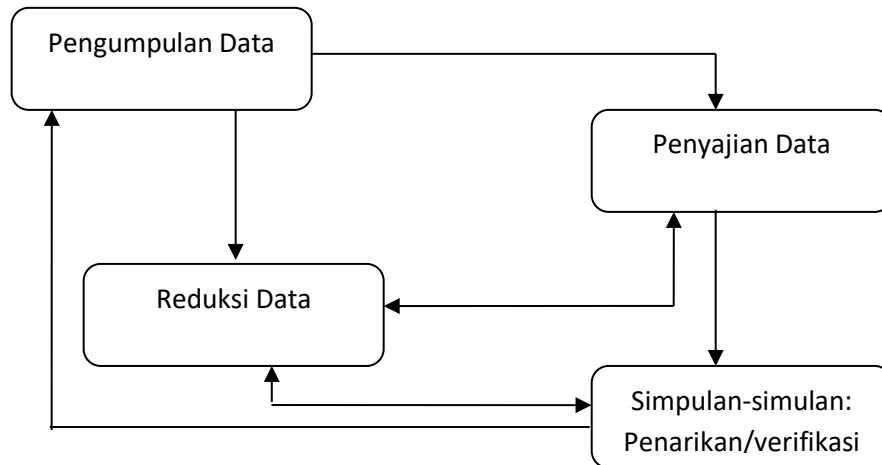 Pengumpulan Data
Penyajian Data
Reduksi Data
Simpulan-simulan:
Penarikan/verifikasi